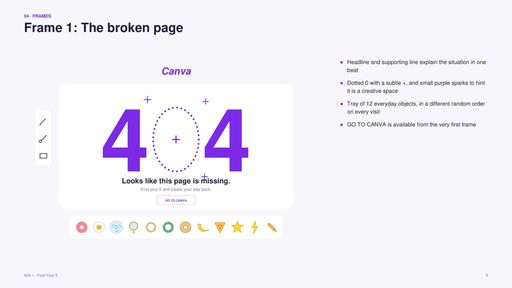 04 · FRAMES
Frame 1: The broken page
Canva
404
Looks like this page is missing.
Find your 0 and create your way back.
GO TO CANVA
Headline and supporting line explain the situation in one
beat
Dotted 0 with a subtle +, and small purple sparks to hint
it is a creative space
Tray of 12 everyday objects, in a different random order
on every visit
GO TO CANVA is available from the very first frame
404 — Find Your 0